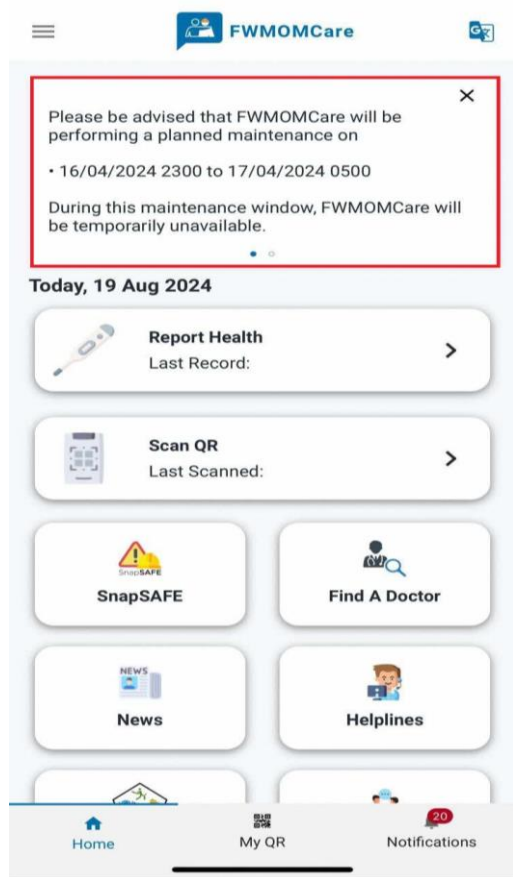 FWMOMCare
Please be advised that FWMOMCare will be
performing a planned maintenance on
• 16/04/2024 2300 to 17/04/2024 0500
During this maintenance window, FWMOMCare will
be temporarily unavailable.
Today, 19 Aug 2024
Report Health
Last Record:
Scan QR
Last Scanned:
SnapSAFE
SnapSAFE
Find A Doctor
NEWS
News
Helplines
20
Home
My QR
Notifications